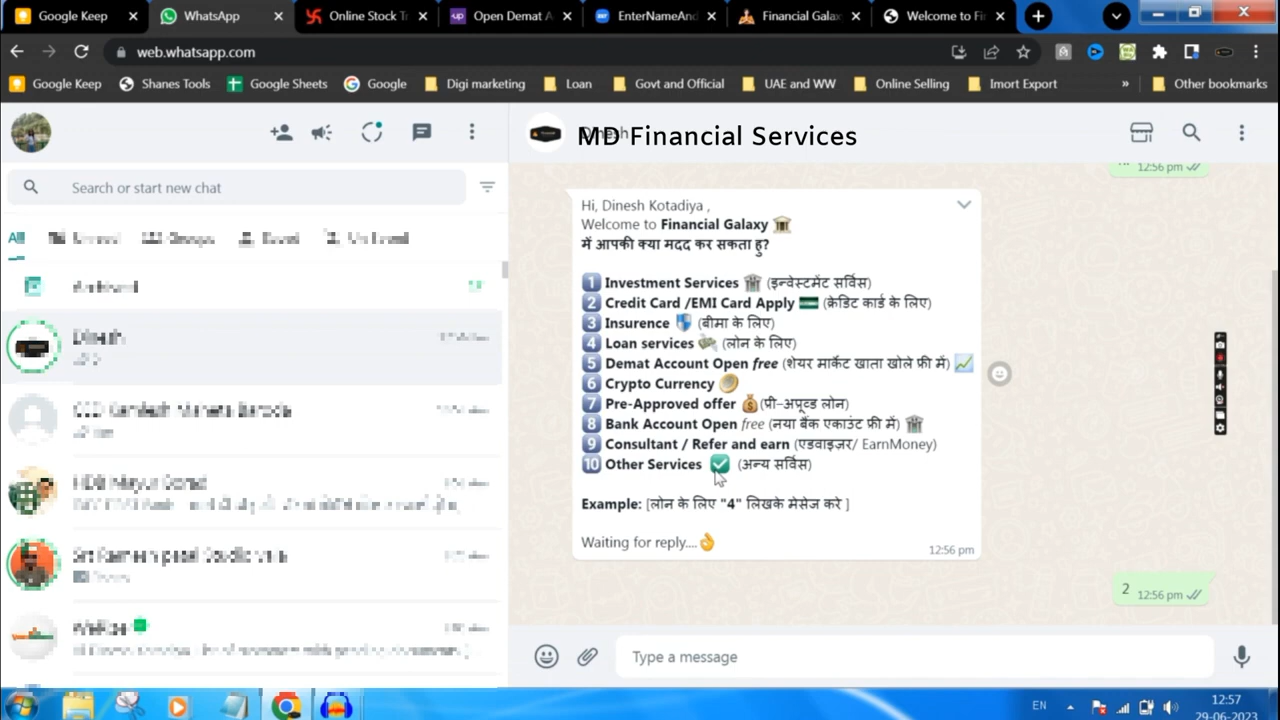 Google Keep
WhatsApp
Online Stock T
Open Demat A
EnterNameAnd
Financial Gala
Welcome to Fi
web.whatsapp.com
Google Keep
Shanes Tools
Google Sheets
Google
Digi marketing
Loan
Govt and Official
UAE and WW
Online Selling
Imort Export
»
Other bookmarks
MD Financial Services
Search or start new chat
12:56 pm
All
Hi, Dinesh Kotadiya ,
Welcome to Financial Galaxy 🏛
में आपकी क्या मदद कर सकता हु?
1 Investment Services 🏦 (इन्वेस्टमेंट सर्विस)
2 Credit Card /EMI Card Apply 💳 (क्रेडिट कार्ड के लिए)
3 Insurence 🛡 (बीमा के लिए)
4 Loan services 💸 (लोन के लिए)
5 Demat Account Open free (शेयर मार्केट खाता खोले फ्री में) 📈
6 Crypto Currency 🪙
7 Pre-Approved offer 💰(प्री-अपूव्ड लोन)
8 Bank Account Open free (नया बैंक एकाउंट फ्री में) 🏦
9 Consultant / Refer and earn (एडवाइज़र/ EarnMoney)
10 Other Services ✅ (अन्य सर्विस)
Example: [लोन के लिए "4" लिखके मेसेज करे ]
Waiting for reply....👌
12:56 pm
2 12:56 pm
Dinesh
Type a message
EN
12:57
29-06-2023